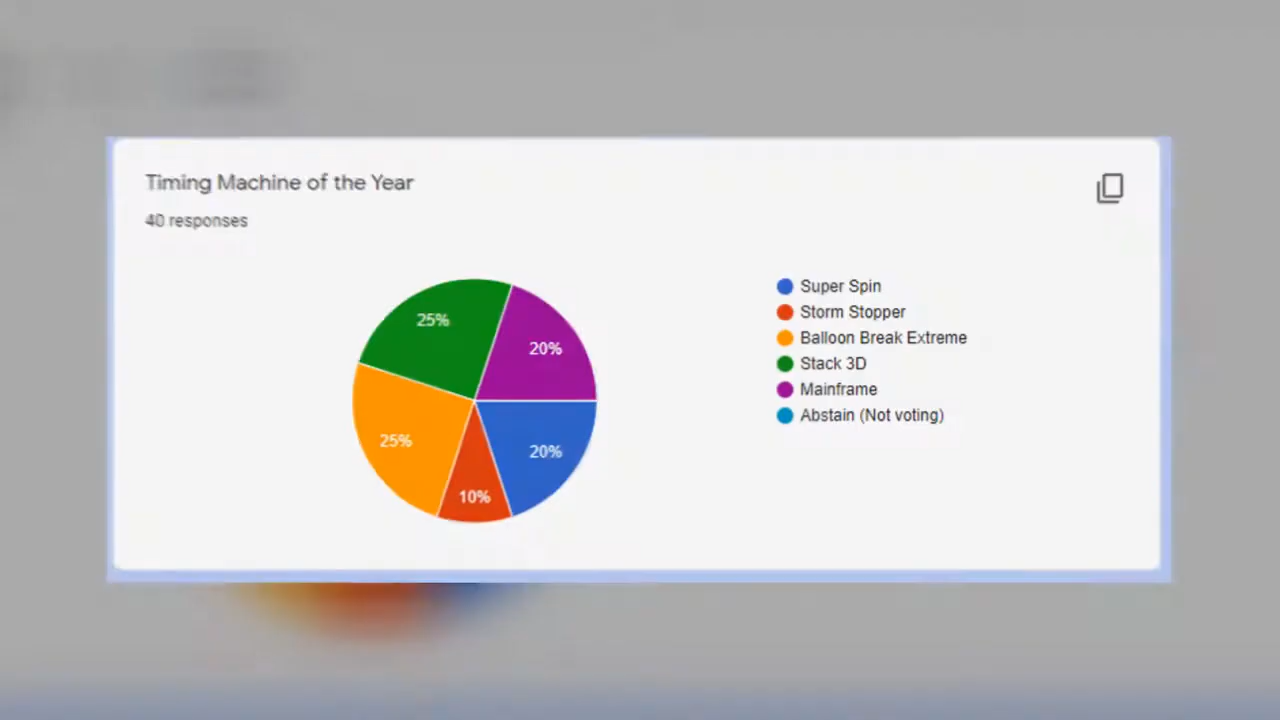 Timing Machine of the Year
40 responses
25%
20%
25%
20%
10%
Super Spin
Storm Stopper
Balloon Break Extreme
Stack 3D
Mainframe
Abstain (Not voting)